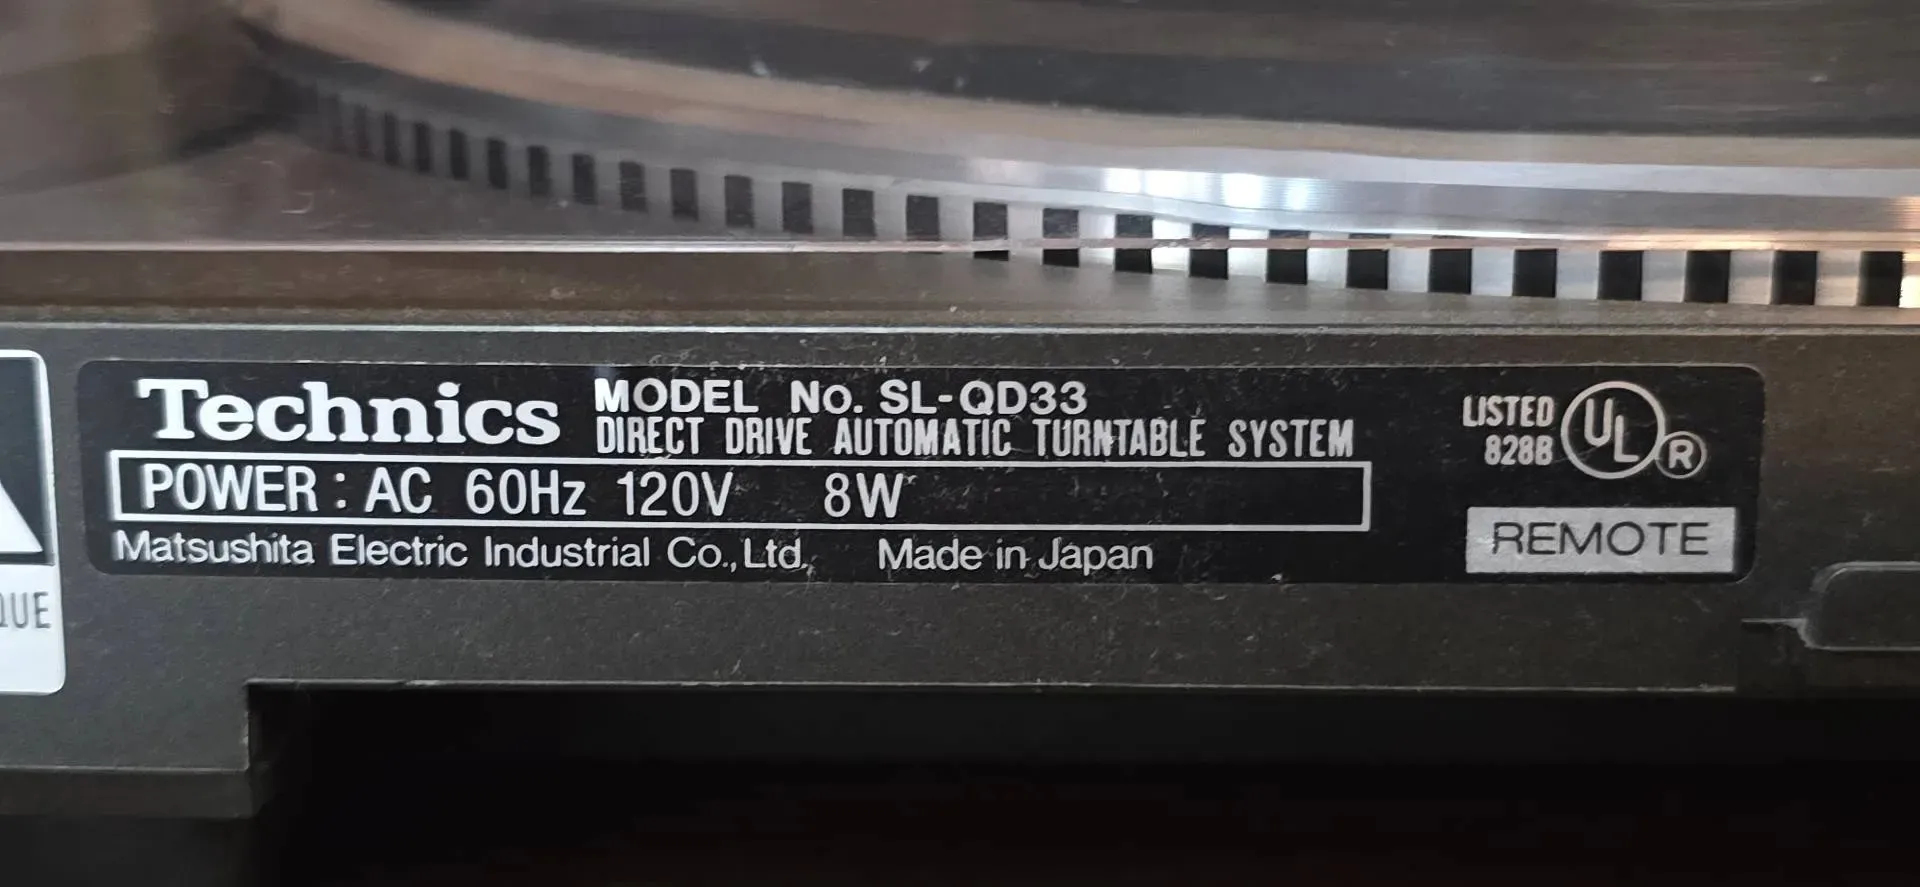 Technics MODEL No. SL-QD33
DIRECT DRIVE AUTOMATIC TURNTABLE SYSTEM
POWER : AC 60Hz 120V 8W
Matsushita Electric Industrial Co., Ltd. Made in Japan
LISTED
828B
UL
R
REMOTE
QUE